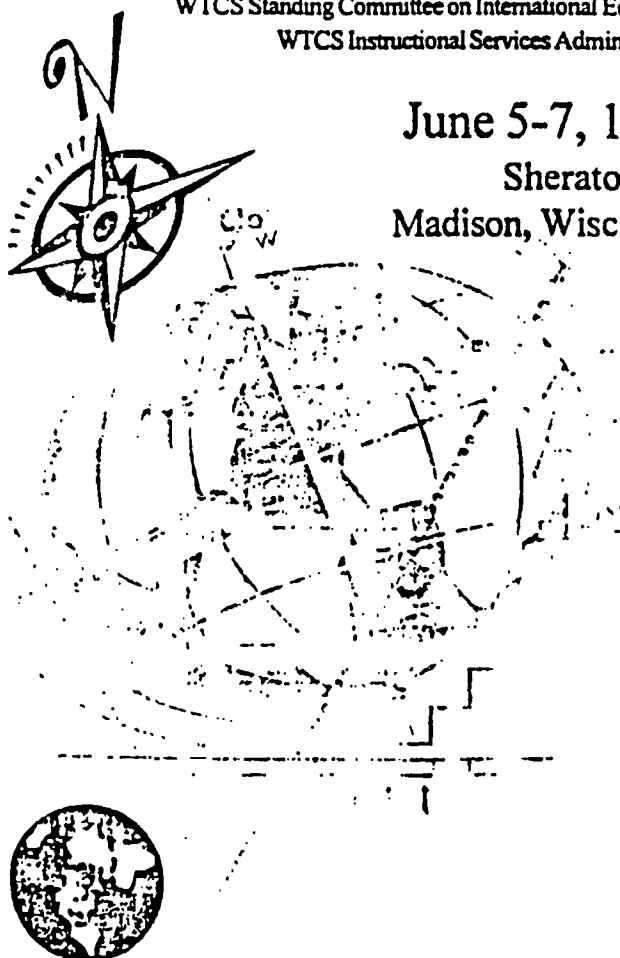 WTCS Standing Committee on International E
WTCS Instructional Services Admin
N
June 5-7, 1
Sherato
Madison, Wisc